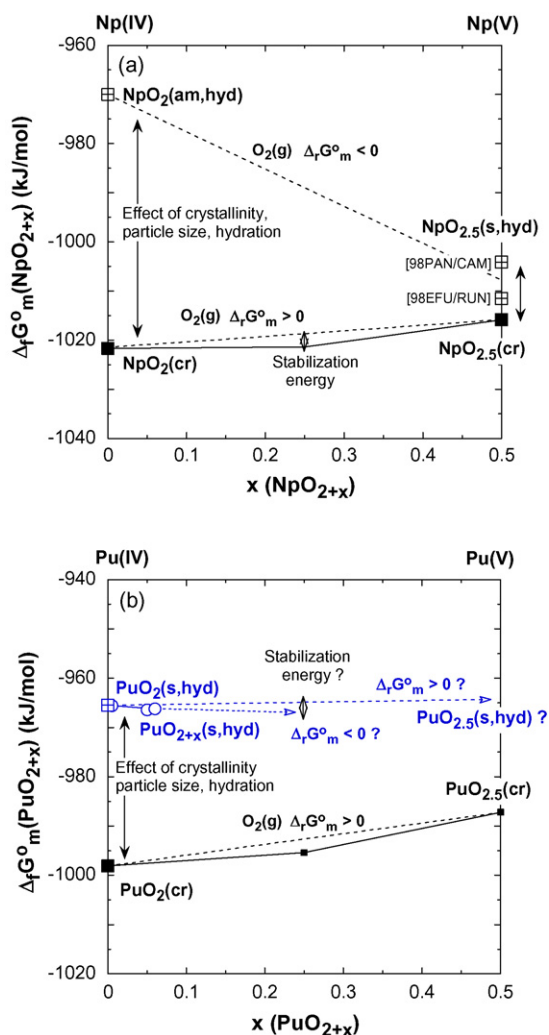 Np(IV)
Np(V)
-960
(a)
NpO2(am,hyd)
-980
O2(g) ΔrG°m < 0
Effect of crystallinity,
particle size, hydration
-1000
NpO2.5(s,hyd)
[98PAN/CAM]
[98EFU/RUN]
O2(g) ΔrG°m > 0
-1020
NpO2(cr)
Stabilization
energy
NpO2.5(cr)
-1040
ΔfG°m(NpO2+x) (kJ/mol)
0
0.1
0.2
0.3
0.4
0.5
x (NpO2+x)
Pu(IV)
Pu(V)
-940
(b)
Stabilization
energy ?
-960
PuO2(s,hyd)
ΔrG°m > 0 ?
PuO2+x(s,hyd)
ΔrG°m < 0 ?
PuO2.5(s,hyd) ?
Effect of crystallinity
particle size, hydration
-980
PuO2.5(cr)
O2(g) ΔrG°m > 0
-1000
PuO2(cr)
-1020
ΔfG°m(PuO2+x) (kJ/mol)
0
0.1
0.2
0.3
0.4
0.5
x (PuO2+x)